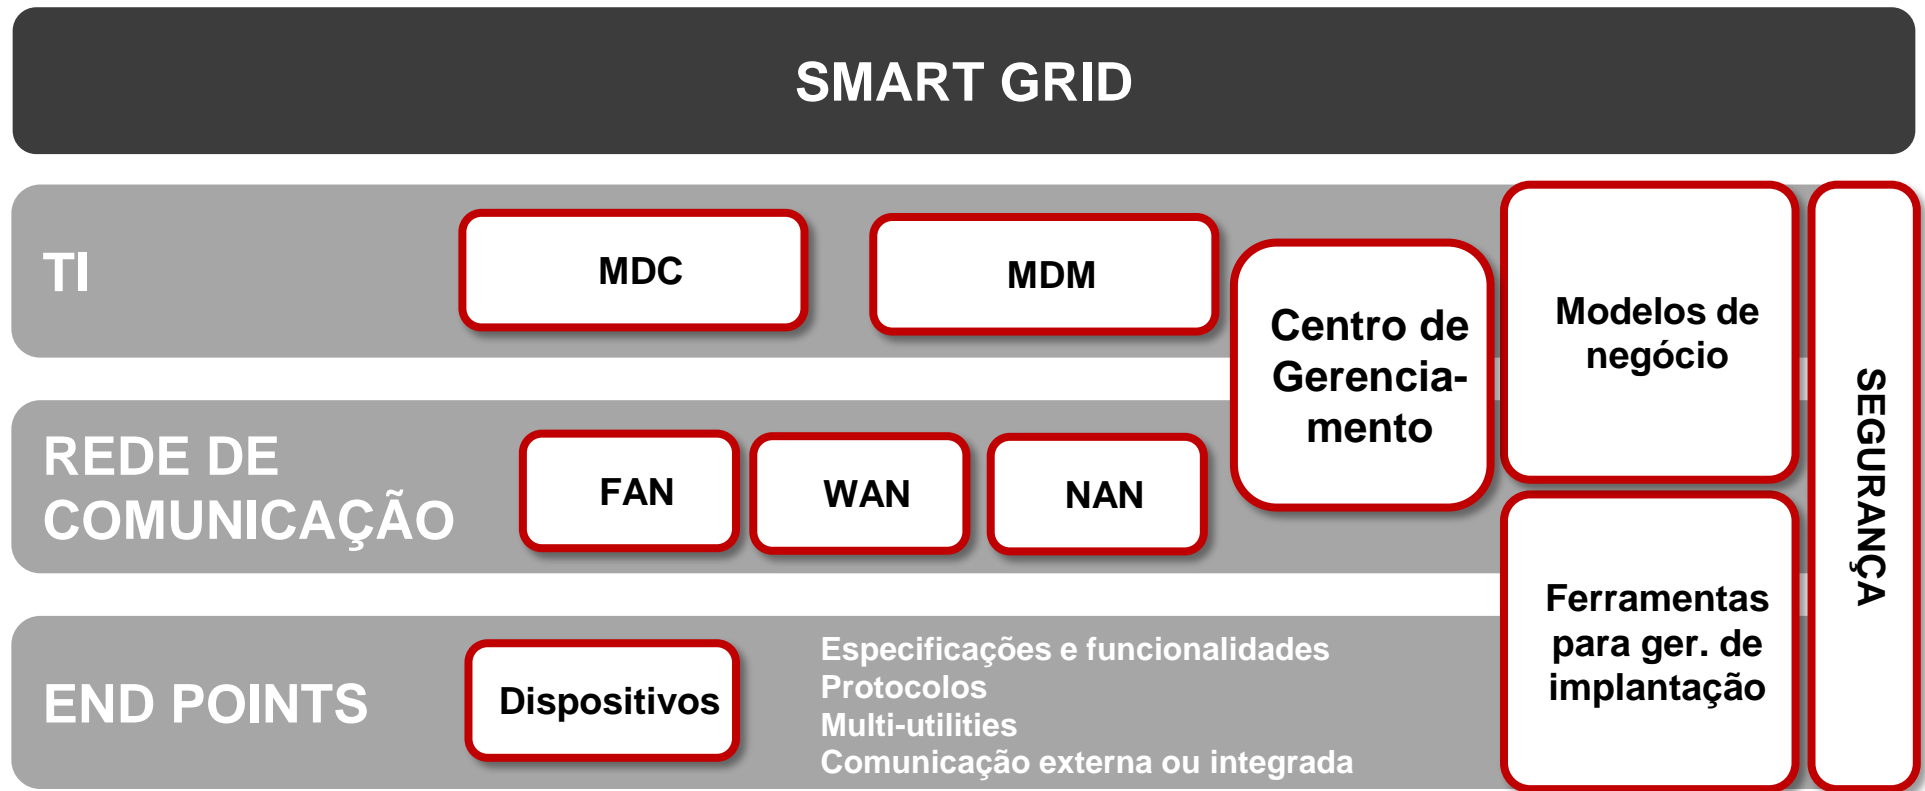 SMART GRID
TI
MDC
MDM
Centro de
Gerencia-
mento
Modelos de
negócio
SEGURANÇA
REDE DE
COMUNICAÇÃO
FAN
WAN
NAN
END POINTS
Dispositivos
Especificações e funcionalidades
Protocolos
Multi-utilities
Comunicação externa ou integrada
Ferramentas
para ger. de
implantação